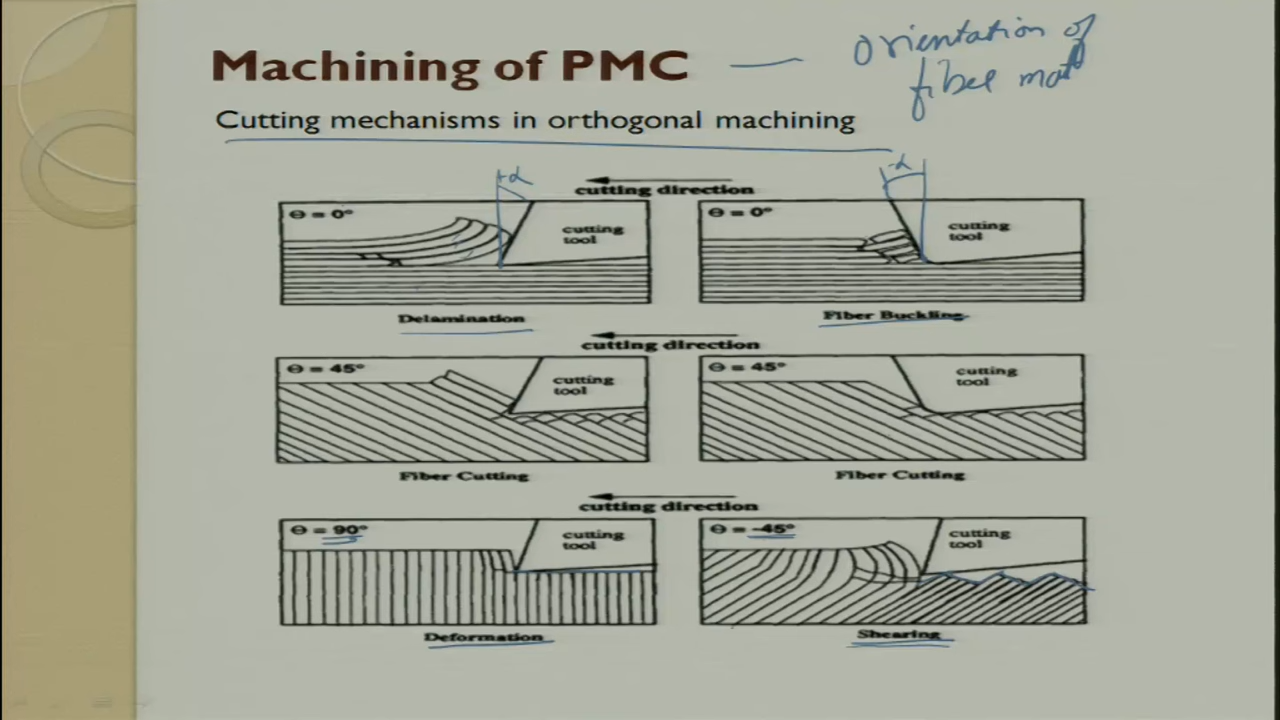 Machining of PMC — orientation of
fiber mat
Cutting mechanisms in orthogonal machining
+α
-α
cutting direction
Θ = 0°
cutting
tool
Θ = 0°
cutting
tool
Delamination
Fiber Buckling
cutting direction
Θ = 45°
cutting
tool
Θ = 45°
cutting
tool
Fiber Cutting
Fiber Cutting
cutting direction
Θ = 90°
cutting
tool
Θ = -45°
cutting
tool
Deformation
Shearing